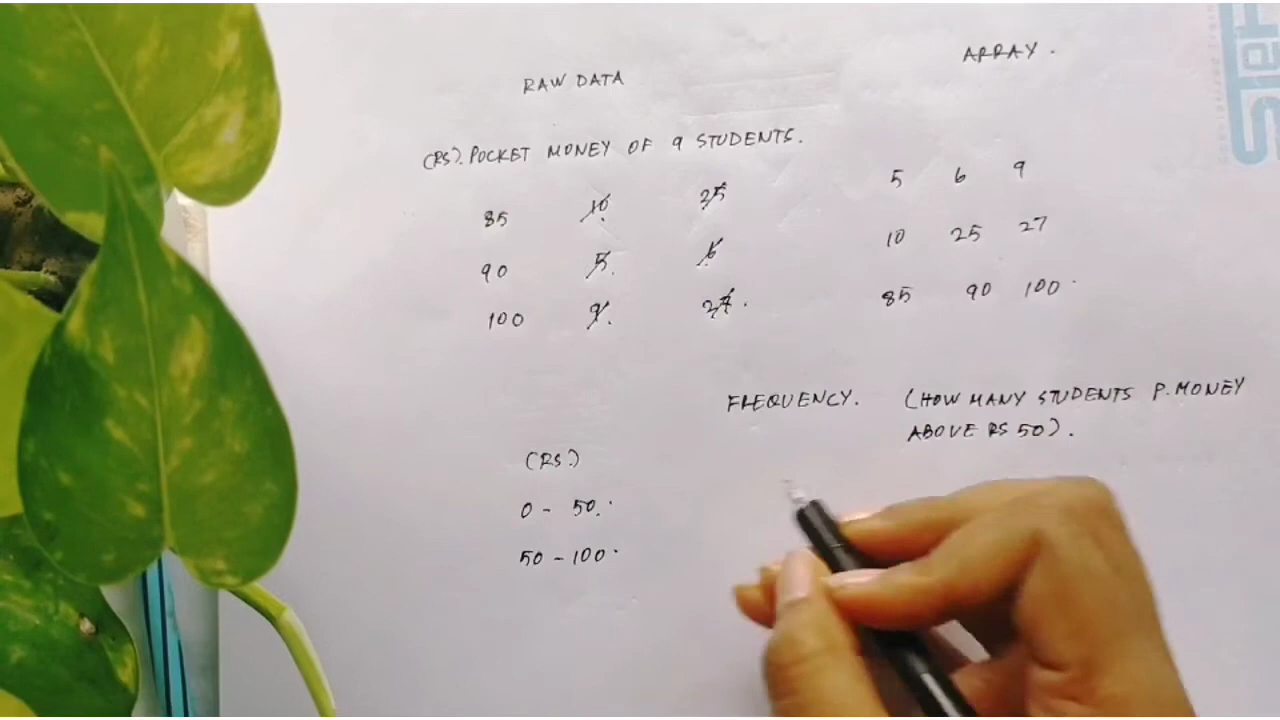 RAW DATA
ARRAY.
(RS). POCKET MONEY OF 9 STUDENTS.
85 10 25
90 5. 6
100 9. 27.
5 6 9
10 25 27
85 90 100.
FREQUENCY. (HOW MANY STUDENTS P. MONEY
ABOVE RS 50).
(RS.)
0 - 50.
50 - 100.